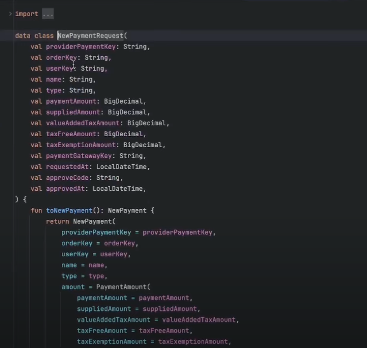 import ...
data class NewPaymentRequest(
val providerPaymentKey: String,
val orderKey: String,
val userKey: String,
val name: String,
val type: String,
val paymentAmount: BigDecimal,
val suppliedAmount: BigDecimal,
val valueAddedTaxAmount: BigDecimal,
val taxFreeAmount: BigDecimal,
val taxExemptionAmount: BigDecimal,
val paymentGatewayKey: String,
val requestedAt: LocalDateTime,
val approveCode: String,
val approvedAt: LocalDateTime,
) {
fun toNewPayment(): NewPayment {
return NewPayment(
providerPaymentKey = providerPaymentKey,
orderKey = orderKey,
userKey = userKey,
name = name,
type = type,
amount = PaymentAmount(
paymentAmount = paymentAmount,
suppliedAmount = suppliedAmount,
valueAddedTaxAmount = valueAddedTaxAmount,
taxFreeAmount = taxFreeAmount,
taxExemptionAmount = taxExemptionAmount,